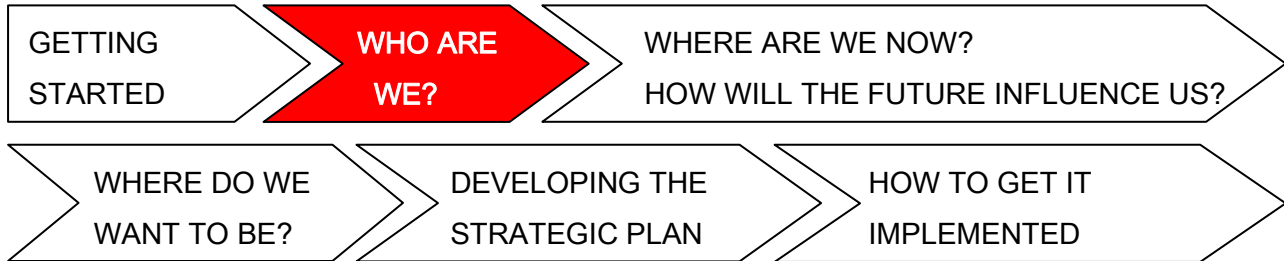 GETTING
STARTED
WHO ARE
WE?
WHERE ARE WE NOW?
HOW WILL THE FUTURE INFLUENCE US?
WHERE DO WE
WANT TO BE?
DEVELOPING THE
STRATEGIC PLAN
HOW TO GET IT
IMPLEMENTED